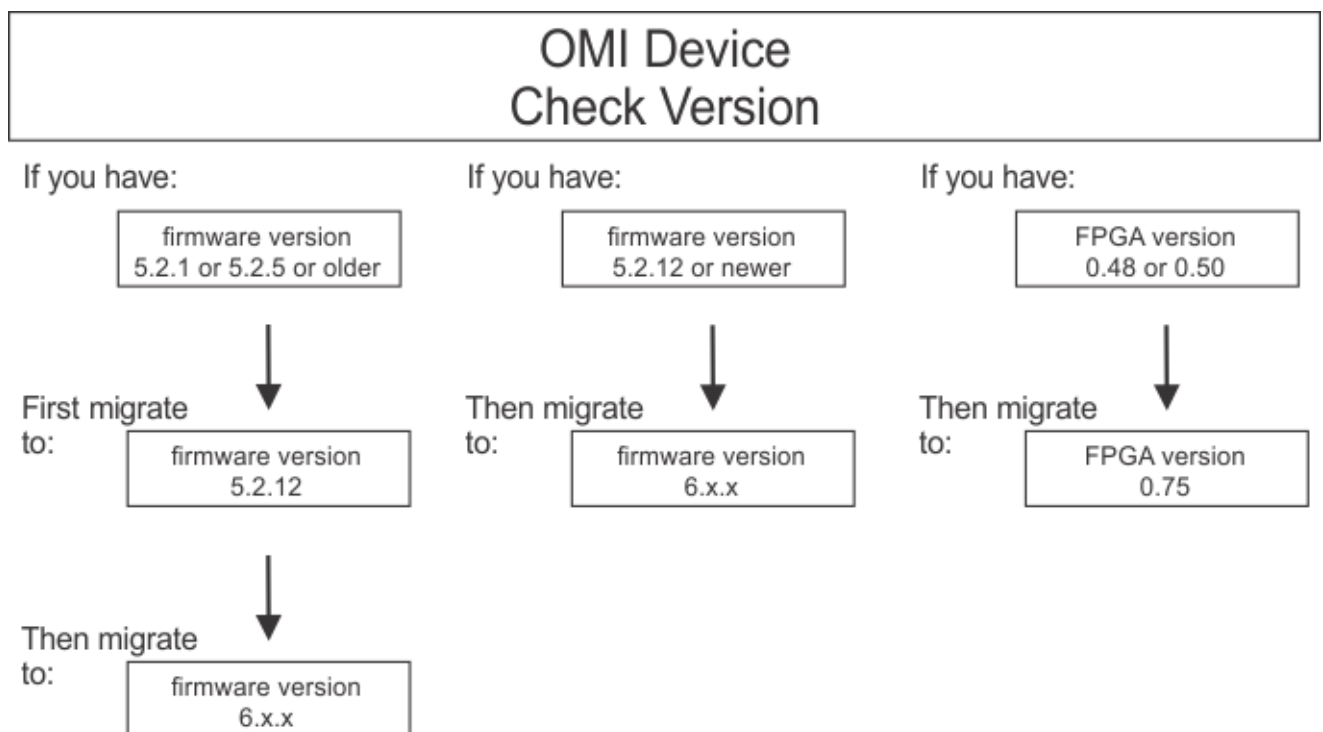 OMI Device
Check Version
If you have:
firmware version
5.2.1 or 5.2.5 or older
First migrate
to:
firmware version
5.2.12
Then migrate
to:
firmware version
6.x.x
If you have:
firmware version
5.2.12 or newer
Then migrate
to:
firmware version
6.x.x
If you have:
FPGA version
0.48 or 0.50
Then migrate
to:
FPGA version
0.75